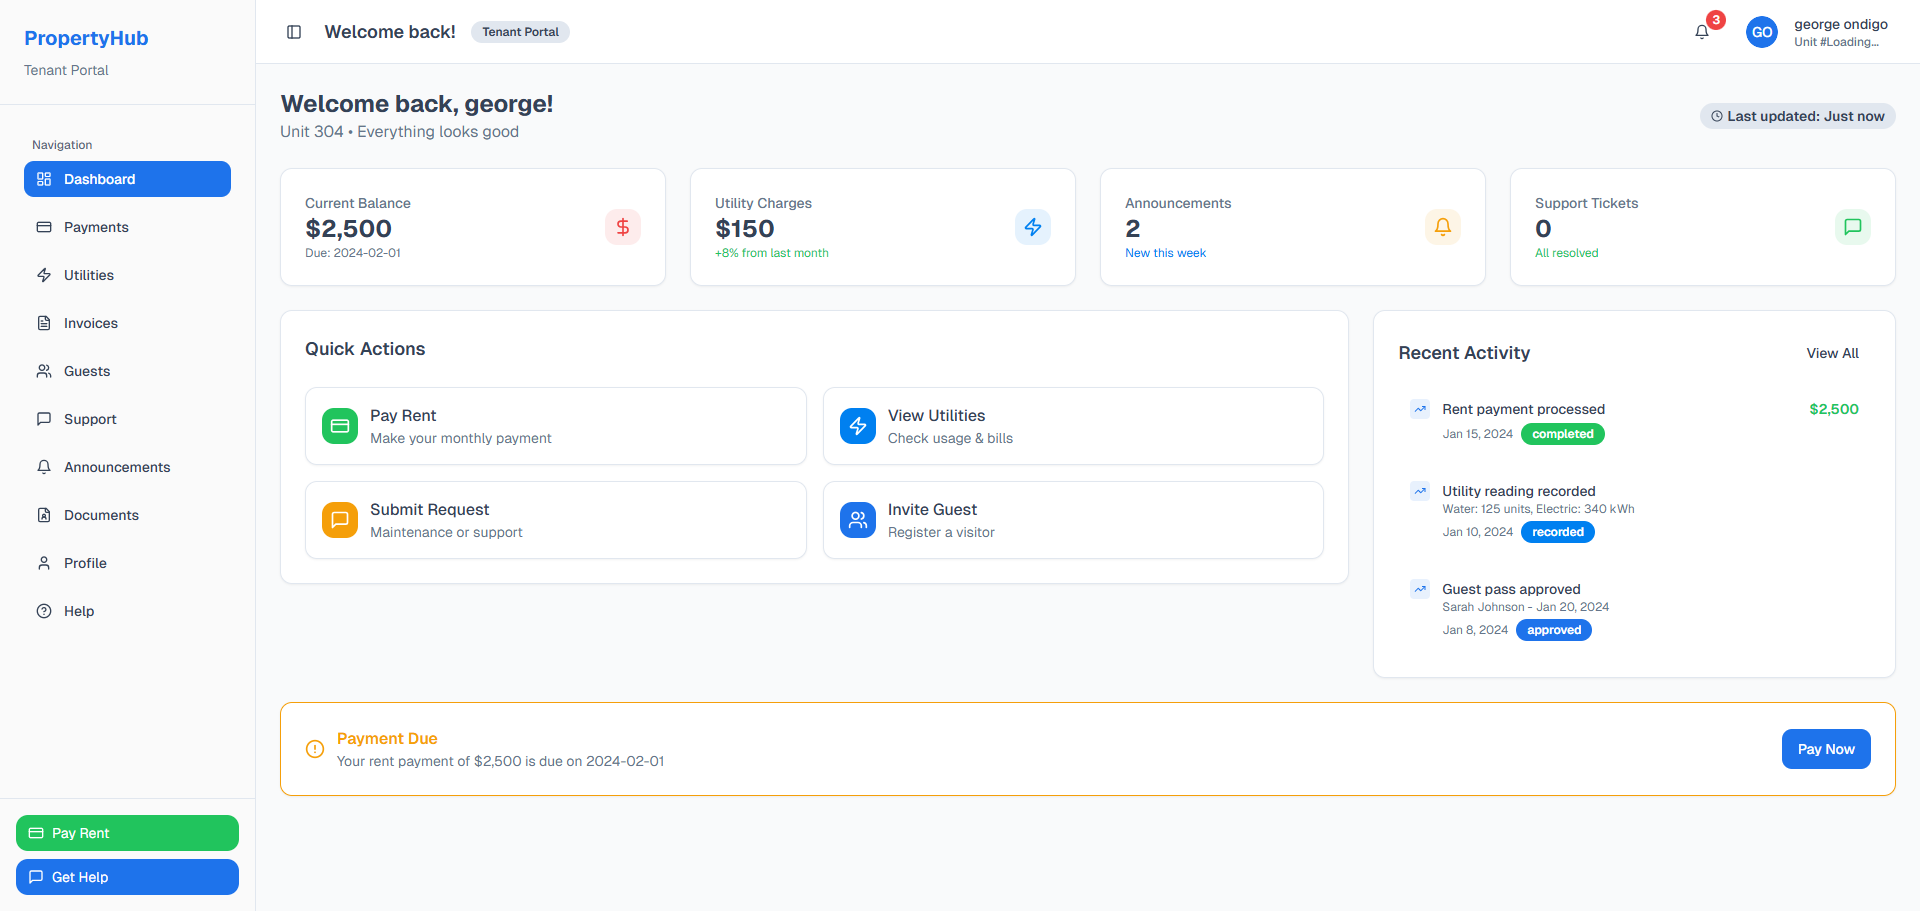 PropertyHub
Tenant Portal
Navigation
Dashboard
Payments
Utilities
Invoices
Guests
Support
Announcements
Documents
Profile
Help
Pay Rent
Get Help
Welcome back!
Tenant Portal
3
GO
george ondigo
Unit #Loading...
Welcome back, george!
Unit 304 • Everything looks good
Last updated: Just now
Current Balance
$2,500
Due: 2024-02-01
Utility Charges
$150
+8% from last month
Announcements
2
New this week
Support Tickets
0
All resolved
Quick Actions
Pay Rent
Make your monthly payment
View Utilities
Check usage & bills
Submit Request
Maintenance or support
Invite Guest
Register a visitor
Recent Activity
View All
Rent payment processed
$2,500
Jan 15, 2024 completed
Utility reading recorded
Water: 125 units, Electric: 340 kWh
Jan 10, 2024 recorded
Guest pass approved
Sarah Johnson - Jan 20, 2024
Jan 8, 2024 approved
Payment Due
Your rent payment of $2,500 is due on 2024-02-01
Pay Now